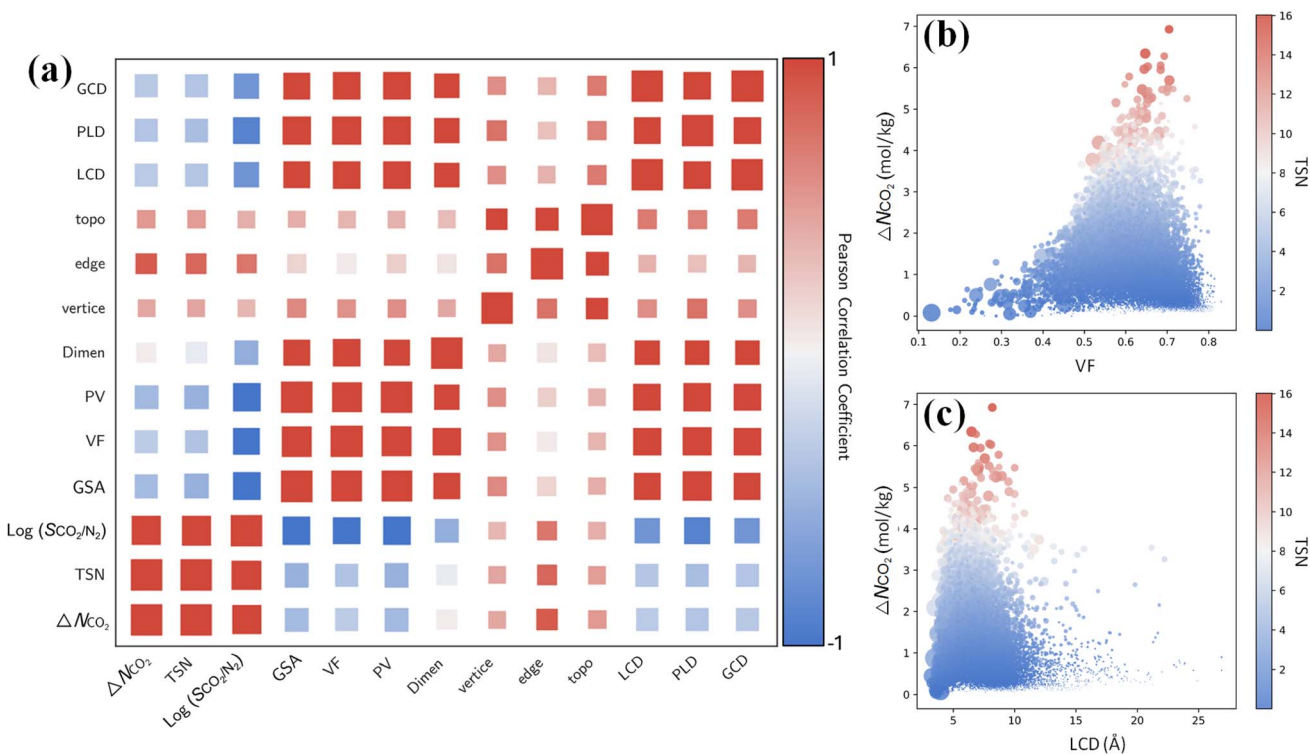 (a)
GCD
PLD
LCD
topo
edge
vertice
Dimen
PV
VF
GSA
Log (SCO₂/N₂)
TSN
△NCO₂
△NCO₂
TSN
Log (SCO₂/N₂)
GSA
VF
PV
Dimen
vertice
edge
topo
LCD
PLD
GCD
1
Pearson Correlation Coefficient
-1
(b)
△NCO₂ (mol/kg)
7
6
5
4
3
2
1
0
0.1 0.2 0.3 0.4 0.5 0.6 0.7 0.8
VF
16
14
12
10
8
6
4
2
TSN
(c)
△NCO₂ (mol/kg)
7
6
5
4
3
2
1
0
5 10 15 20 25
LCD (Å)
16
14
12
10
8
6
4
2
TSN